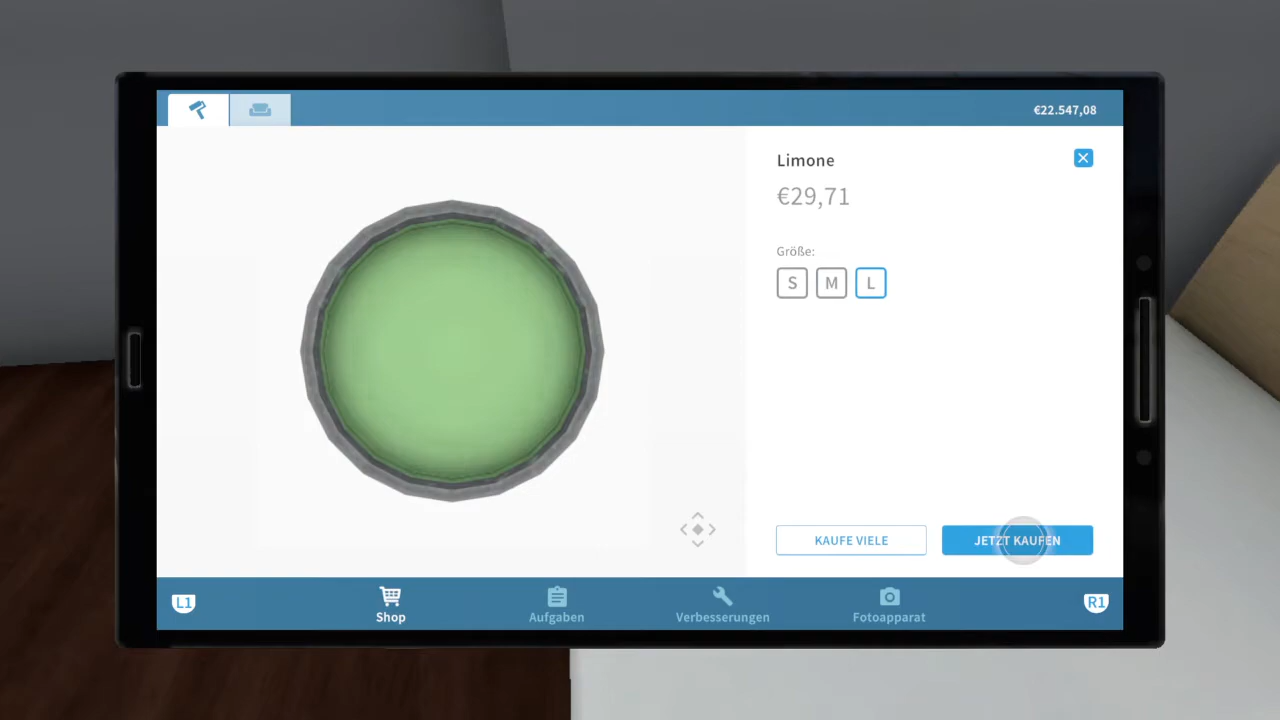 €22.547,08
Limone
€29,71
Größe:
S M L
KAUFE VIELE
JETZT KAUFEN
L1
Shop
Aufgaben
Verbesserungen
Fotoapparat
R1